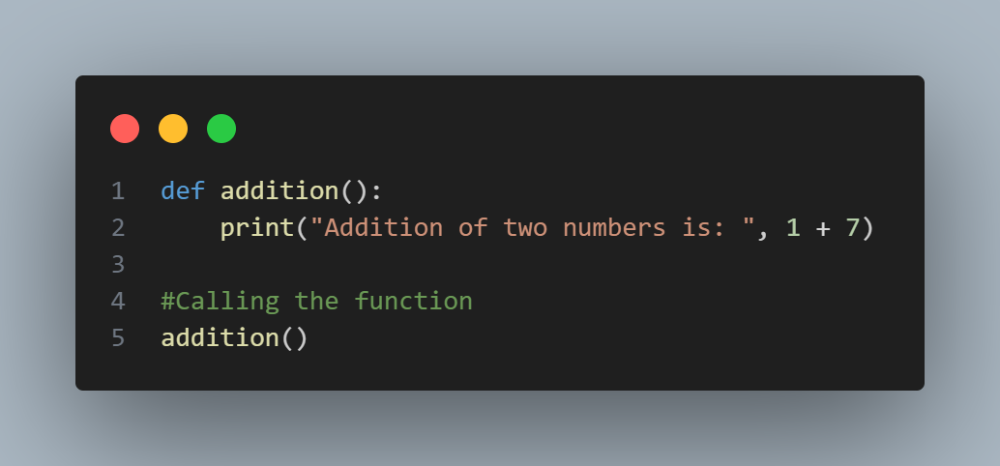 1 def addition():
2     print("Addition of two numbers is: ", 1 + 7)
3
4 #Calling the function
5 addition()